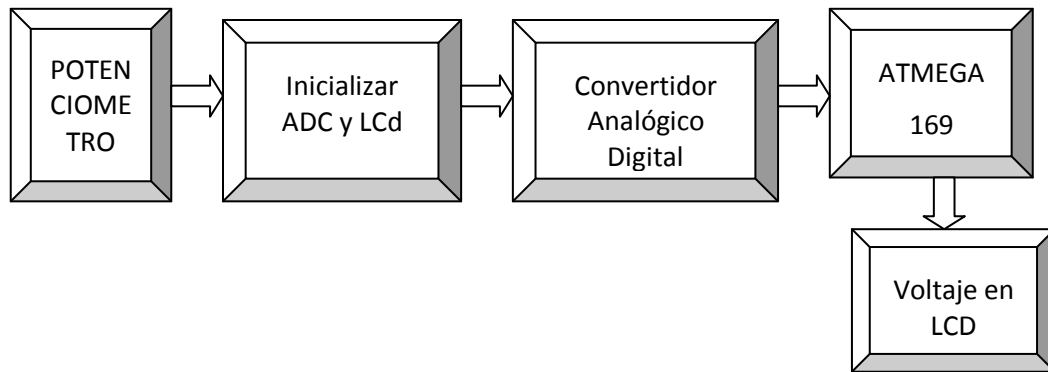 POTEN
CIOME
TRO
Inicializar
ADC y LCd
Convertidor
Analógico
Digital
ATMEGA
169
Voltaje en
LCD